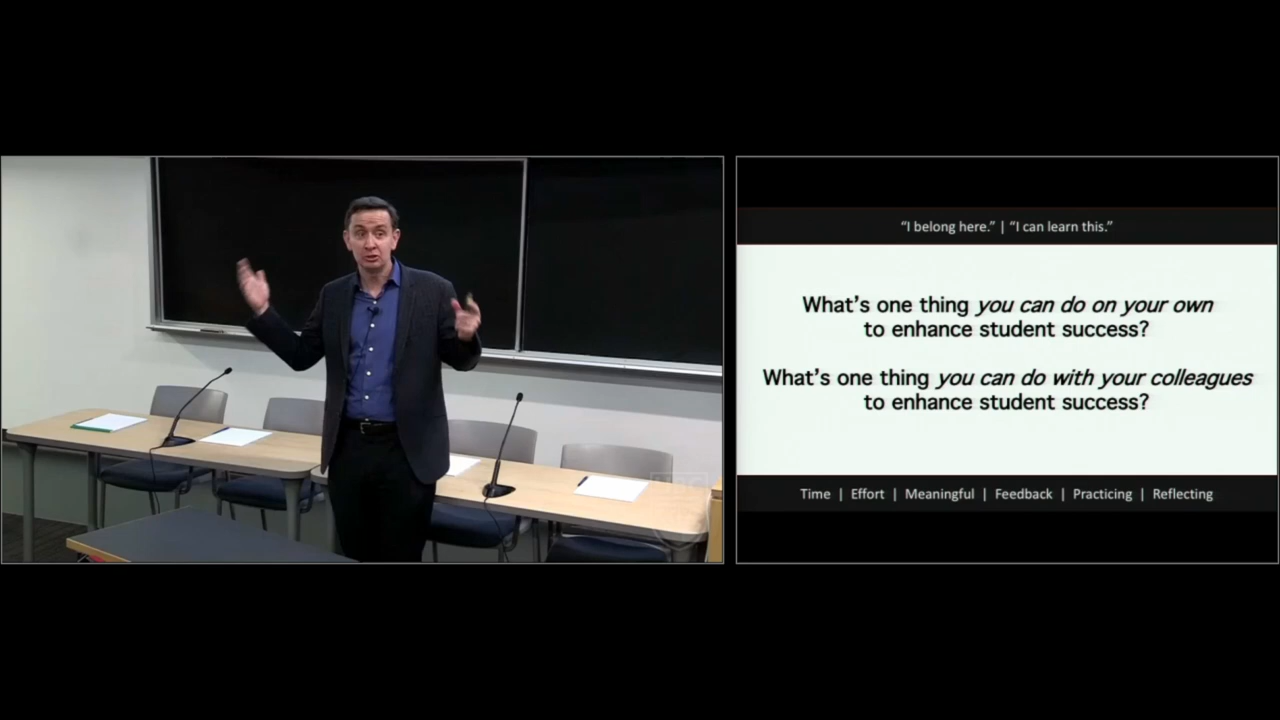 “I belong here.” | “I can learn this.”
What’s one thing you can do on your own
to enhance student success?
What’s one thing you can do with your colleagues
to enhance student success?
Time | Effort | Meaningful | Feedback | Practicing | Reflecting